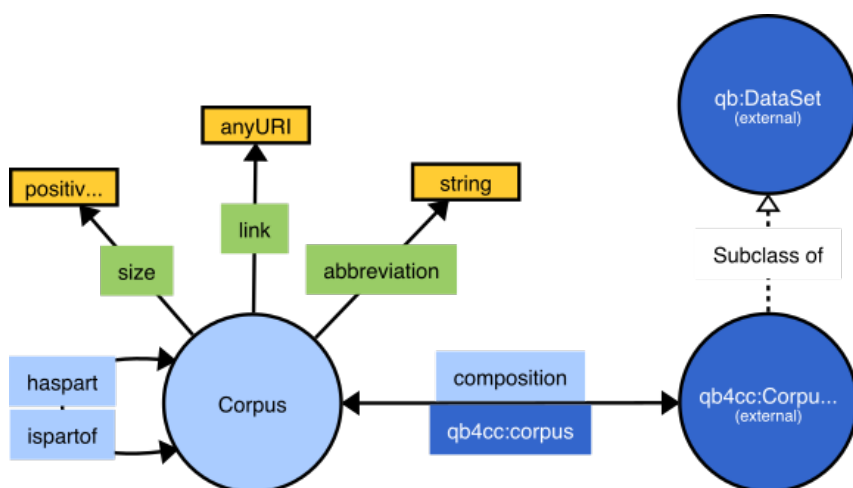 qb:DataSet
(external)
anyURI
positiv...
string
link
Subclass of
size
abbreviation
haspart
composition
Corpus
qb4cc:Corpu...
(external)
ispartof
qb4cc:corpus